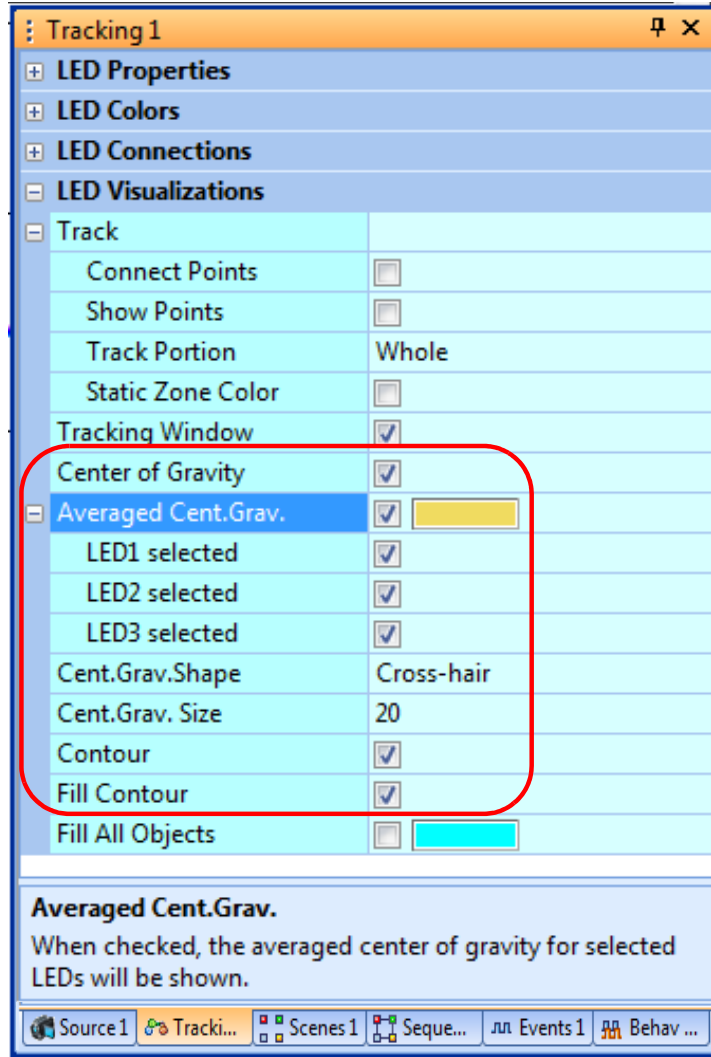 Tracking 1
LED Properties
LED Colors
LED Connections
LED Visualizations
Track
Connect Points
Show Points
Track Portion Whole
Static Zone Color
Tracking Window
Center of Gravity
Averaged Cent.Grav.
LED1 selected
LED2 selected
LED3 selected
Cent.Grav.Shape Cross-hair
Cent.Grav. Size 20
Contour
Fill Contour
Fill All Objects
Averaged Cent.Grav.
When checked, the averaged center of gravity for selected
LEDs will be shown.
Source 1 Tracki... Scenes 1 Seque... Events 1 Behav ...